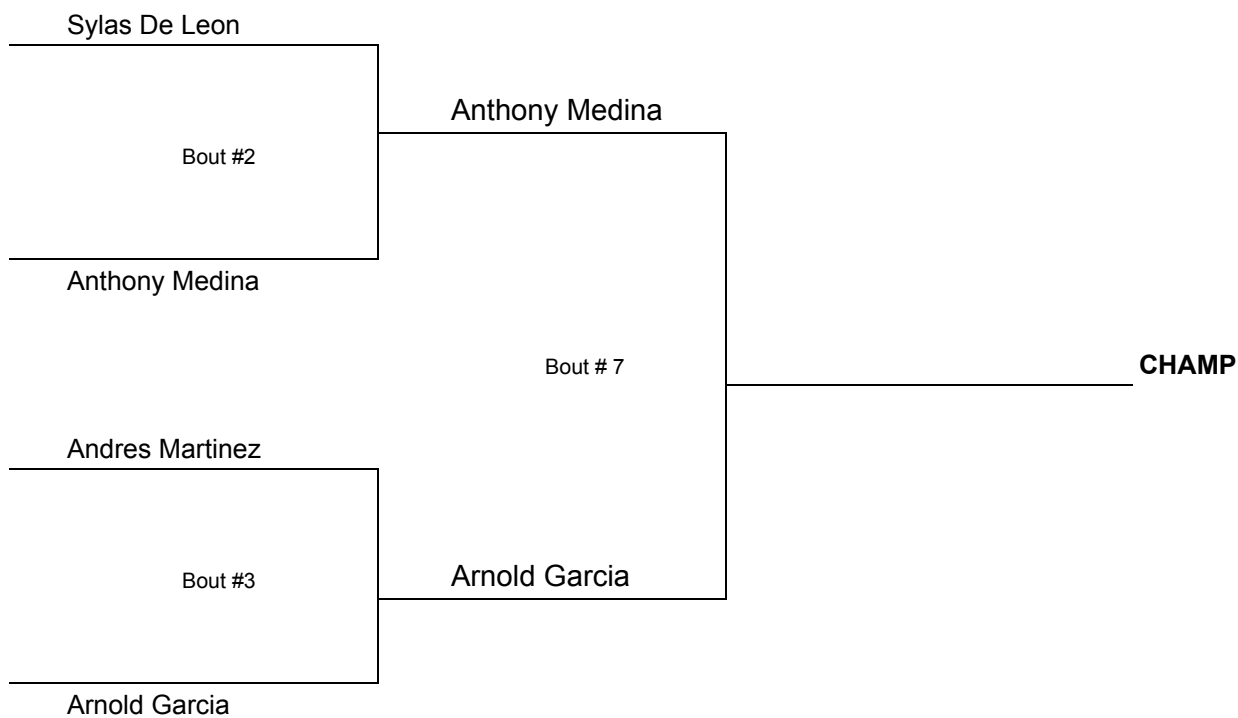 Sylas De Leon
Anthony Medina
Bout #2
Anthony Medina
Bout # 7
CHAMP
Andres Martinez
Bout #3
Arnold Garcia
Arnold Garcia